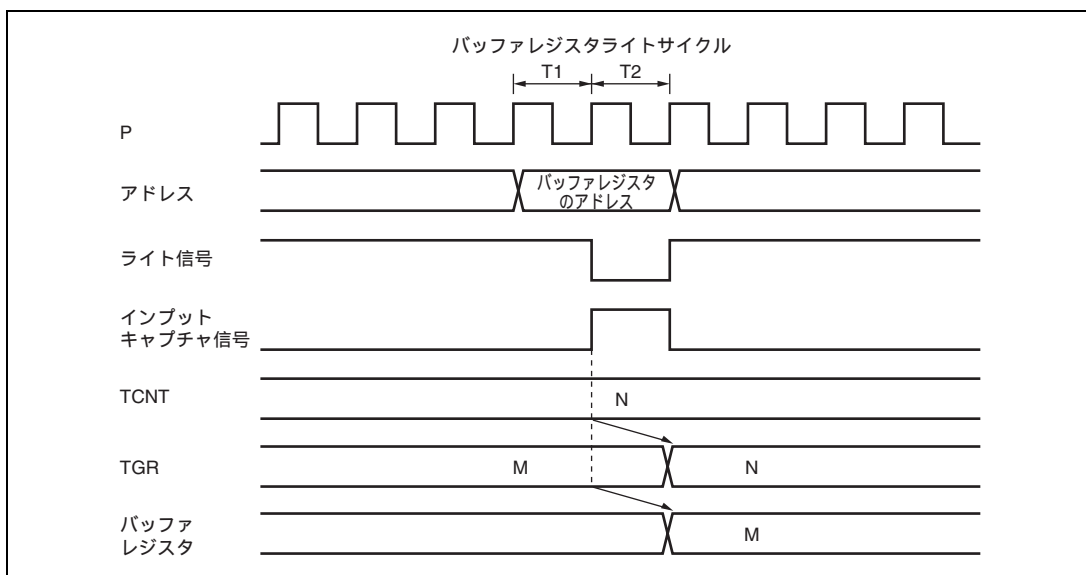 バッファレジスタライトサイクル
T1 T2
P
アドレス
バッファレジスタ
のアドレス
ライト信号
インプット
キャプチャ信号
TCNT
N
TGR
M N
バッファ
レジスタ
M